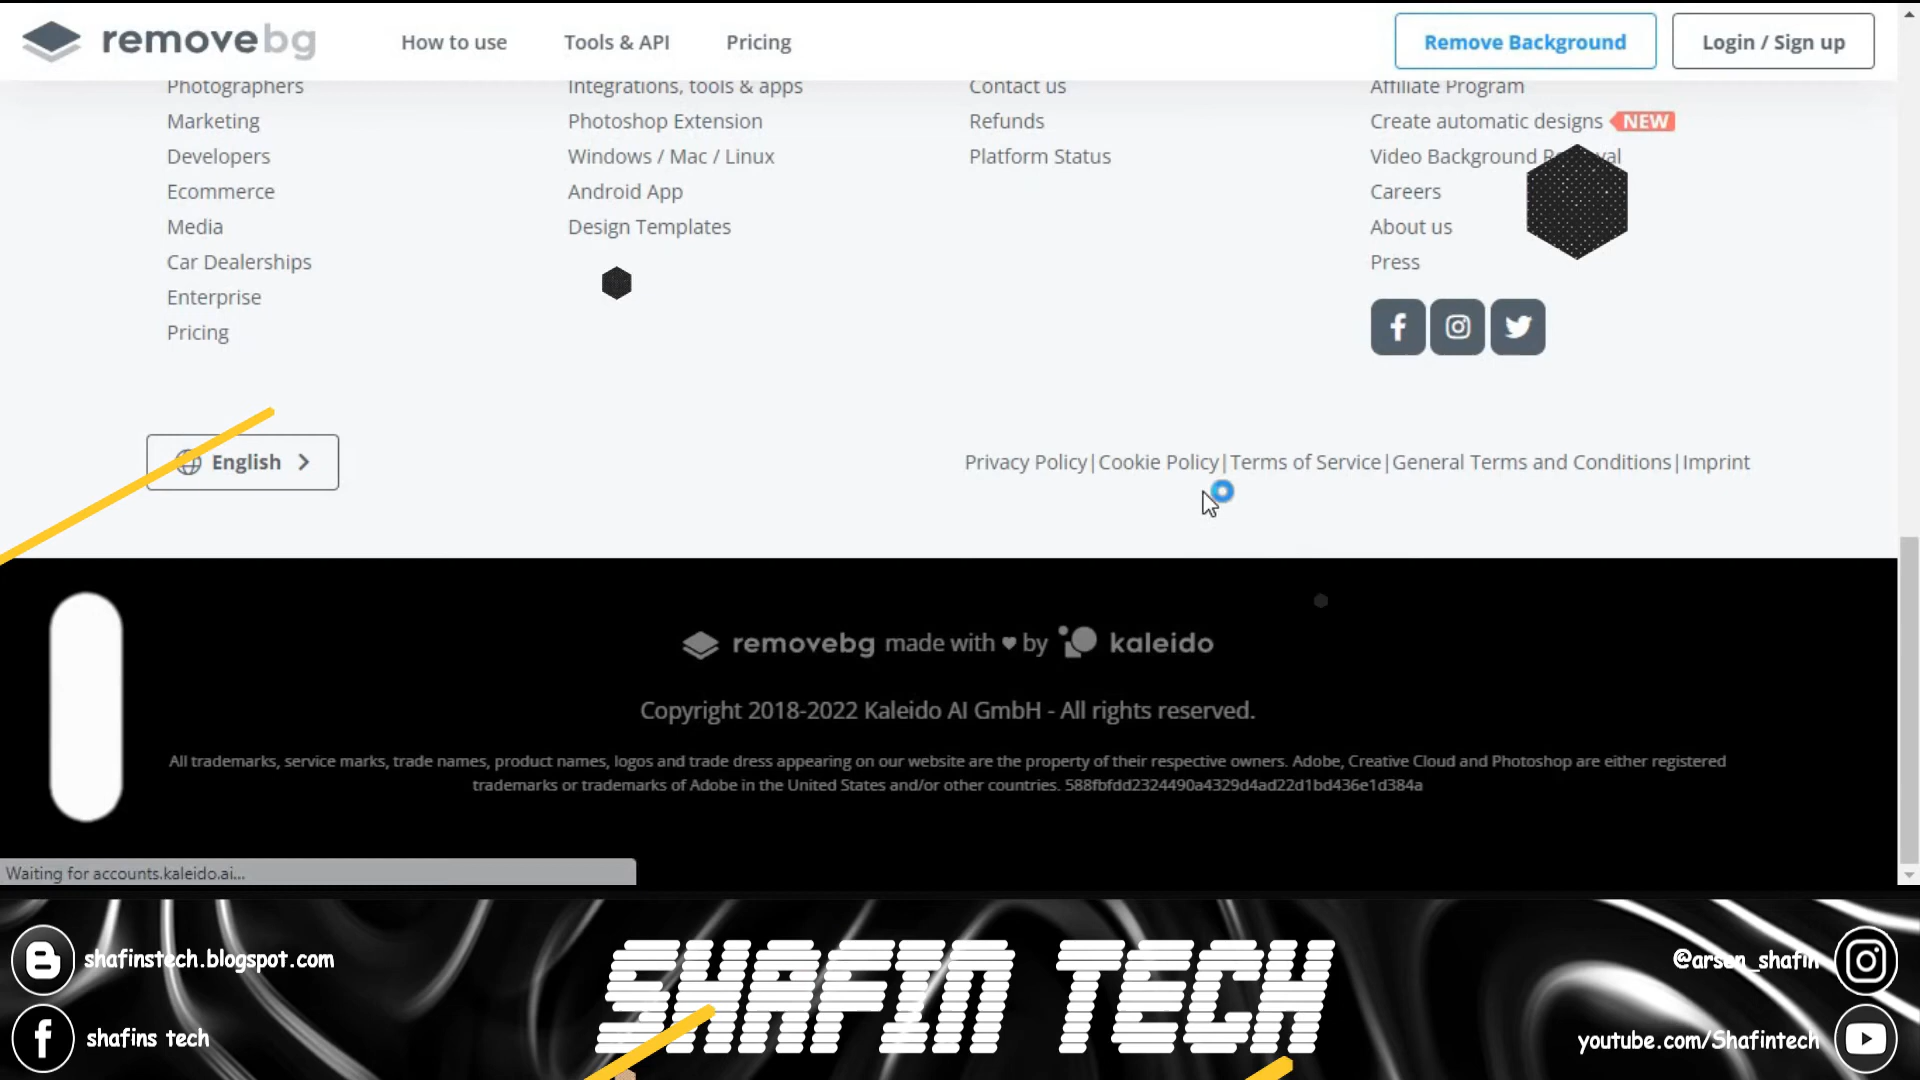 removebg How to use Tools & API Pricing Remove Background Login / Sign up
Photographers
Marketing
Developers
Ecommerce
Media
Car Dealerships
Enterprise
Pricing
Integrations, tools & apps
Photoshop Extension
Windows / Mac / Linux
Android App
Design Templates
Contact us
Refunds
Platform Status
Affiliate Program
Create automatic designs NEW
Video Background
Careers
About us
Press
English
Privacy Policy|Cookie Policy|Terms of Service|General Terms and Conditions|Imprint
removebg made with ♥ by kaleido
Copyright 2018-2022 Kaleido AI GmbH - All rights reserved.
All trademarks, service marks, trade names, product names, logos and trade dress appearing on our website are the property of their respective owners. Adobe, Creative Cloud and Photoshop are either registered
trademarks or trademarks of Adobe in the United States and/or other countries. 588fbfdd2324490a4329d4ad22d1bd436e1d384a
Waiting for accounts.kaleido.ai...
shafinstech.blogspot.com
shafins tech
SHAFIN TECH
@arsen_shafin
youtube.com/Shafintech